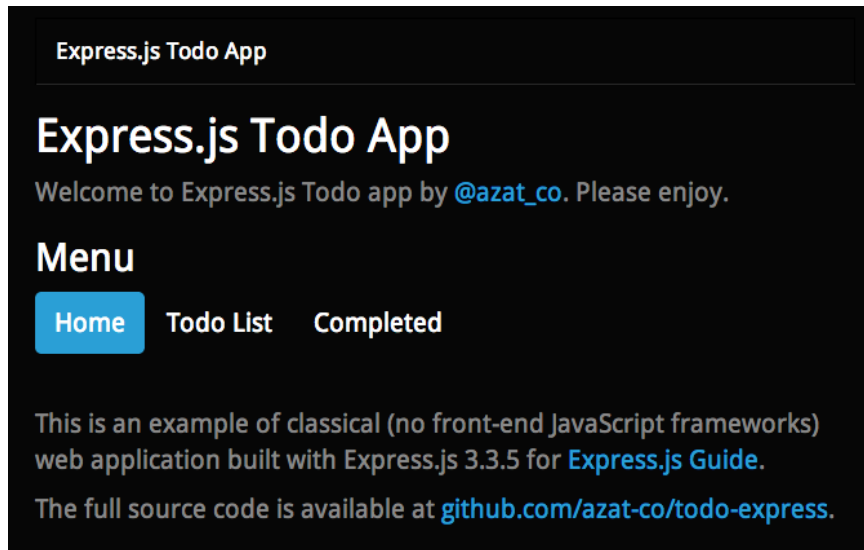 Express.js Todo App
Express.js Todo App
Welcome to Express.js Todo app by @azat_co. Please enjoy.
Menu
Home Todo List Completed
This is an example of classical (no front-end JavaScript frameworks)
web application built with Express.js 3.3.5 for Express.js Guide.
The full source code is available at github.com/azat-co/todo-express.